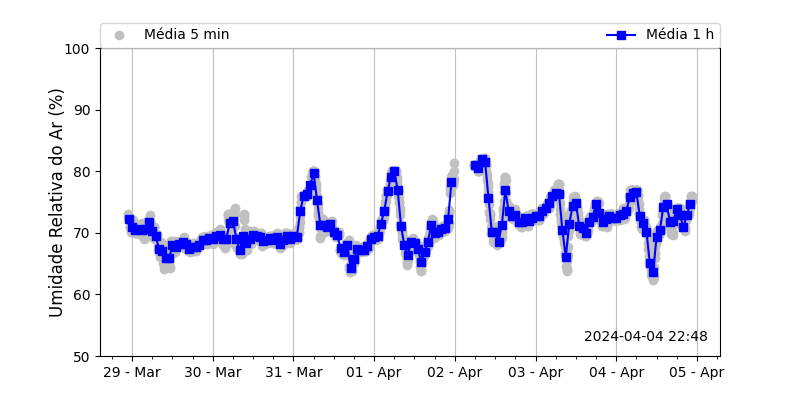 Média 5 min
Média 1 h
Umidade Relativa do Ar (%)
100
90
80
70
60
50
2024-04-04 22:48
29 - Mar
30 - Mar
31 - Mar
01 - Apr
02 - Apr
03 - Apr
04 - Apr
05 - Apr